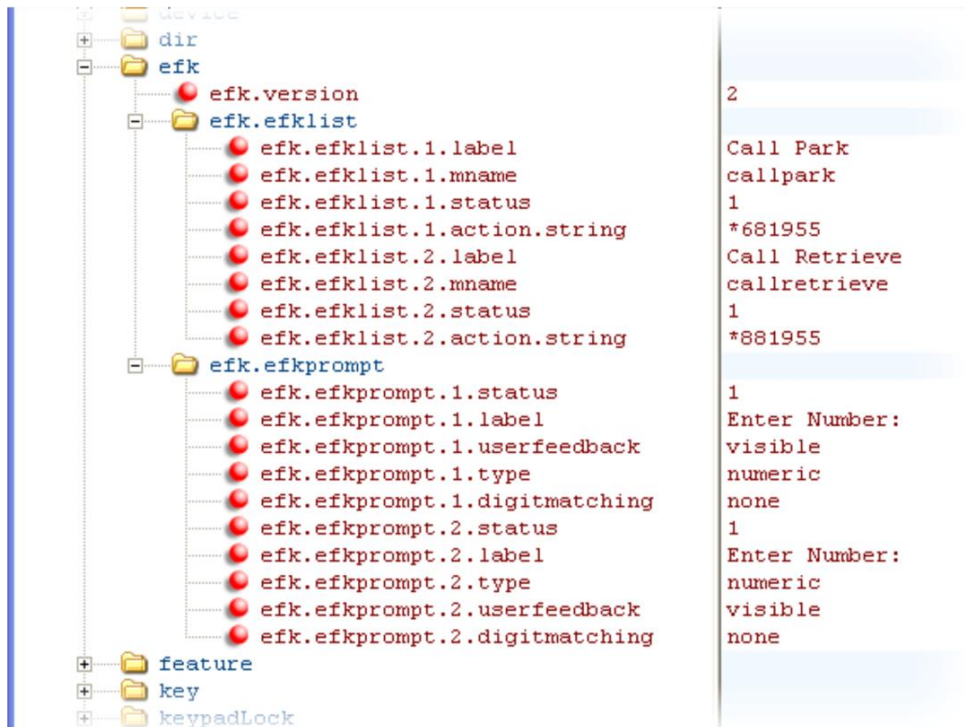 device
dir
efk
efk.version 2
efk.efklist
efk.efklist.1.label Call Park
efk.efklist.1.mname callpark
efk.efklist.1.status 1
efk.efklist.1.action.string *681955
efk.efklist.2.label Call Retrieve
efk.efklist.2.mname callretrieve
efk.efklist.2.status 1
efk.efklist.2.action.string *881955
efk.efkprompt
efk.efkprompt.1.status 1
efk.efkprompt.1.label Enter Number:
efk.efkprompt.1.userfeedback visible
efk.efkprompt.1.type numeric
efk.efkprompt.1.digitmatching none
efk.efkprompt.2.status 1
efk.efkprompt.2.label Enter Number:
efk.efkprompt.2.type numeric
efk.efkprompt.2.userfeedback visible
efk.efkprompt.2.digitmatching none
feature
key
keypadLock